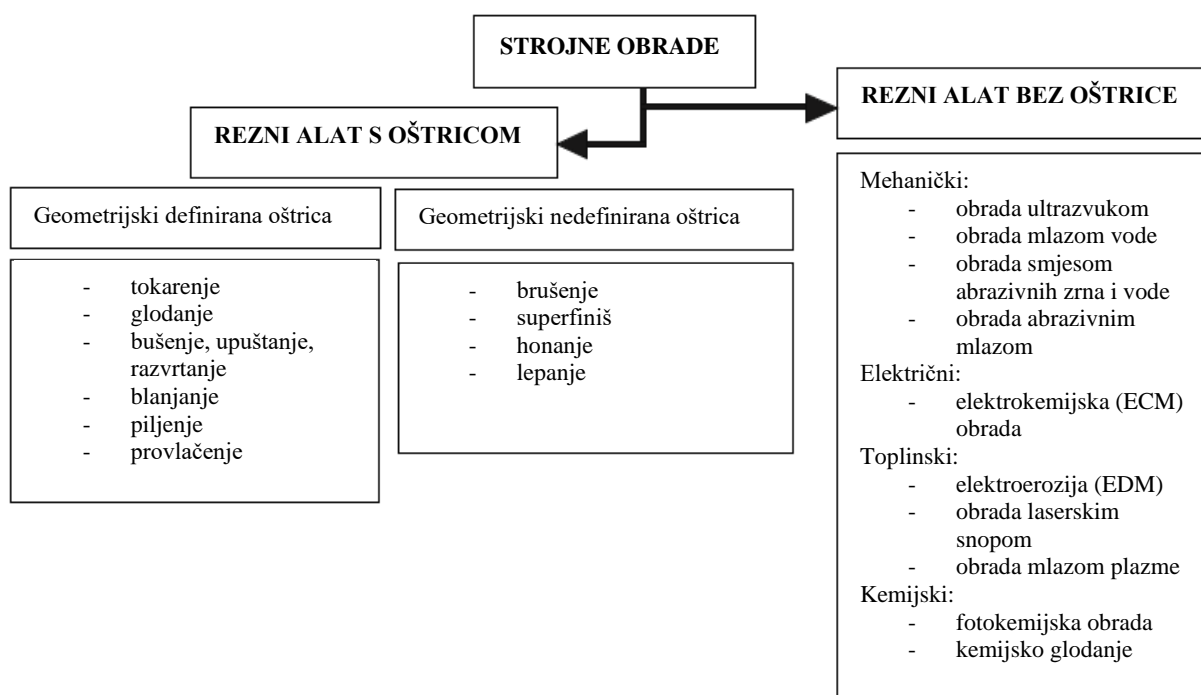 STROJNE OBRADE
REZNI ALAT S OŠTRICOM
Geometrijski definirana oštrica
- tokarenje
- glodanje
- bušenje, upuštanje,
razvrtanje
- blanjanje
- piljenje
- provlačenje
Geometrijski nedefinirana oštrica
- brušenje
- superfiniš
- honanje
- lepanje
REZNI ALAT BEZ OŠTRICE
Mehanički:
- obrada ultrazvukom
- obrada mlazom vode
- obrada smjesom
abrazivnih zrna i vode
- obrada abrazivnim
mlazom
Električni:
- elektrokemijska (ECM)
obrada
Toplinski:
- elektroerozija (EDM)
- obrada laserskim
snopom
- obrada mlazom plazme
Kemijski:
- fotokemijska obrada
- kemijsko glodanje